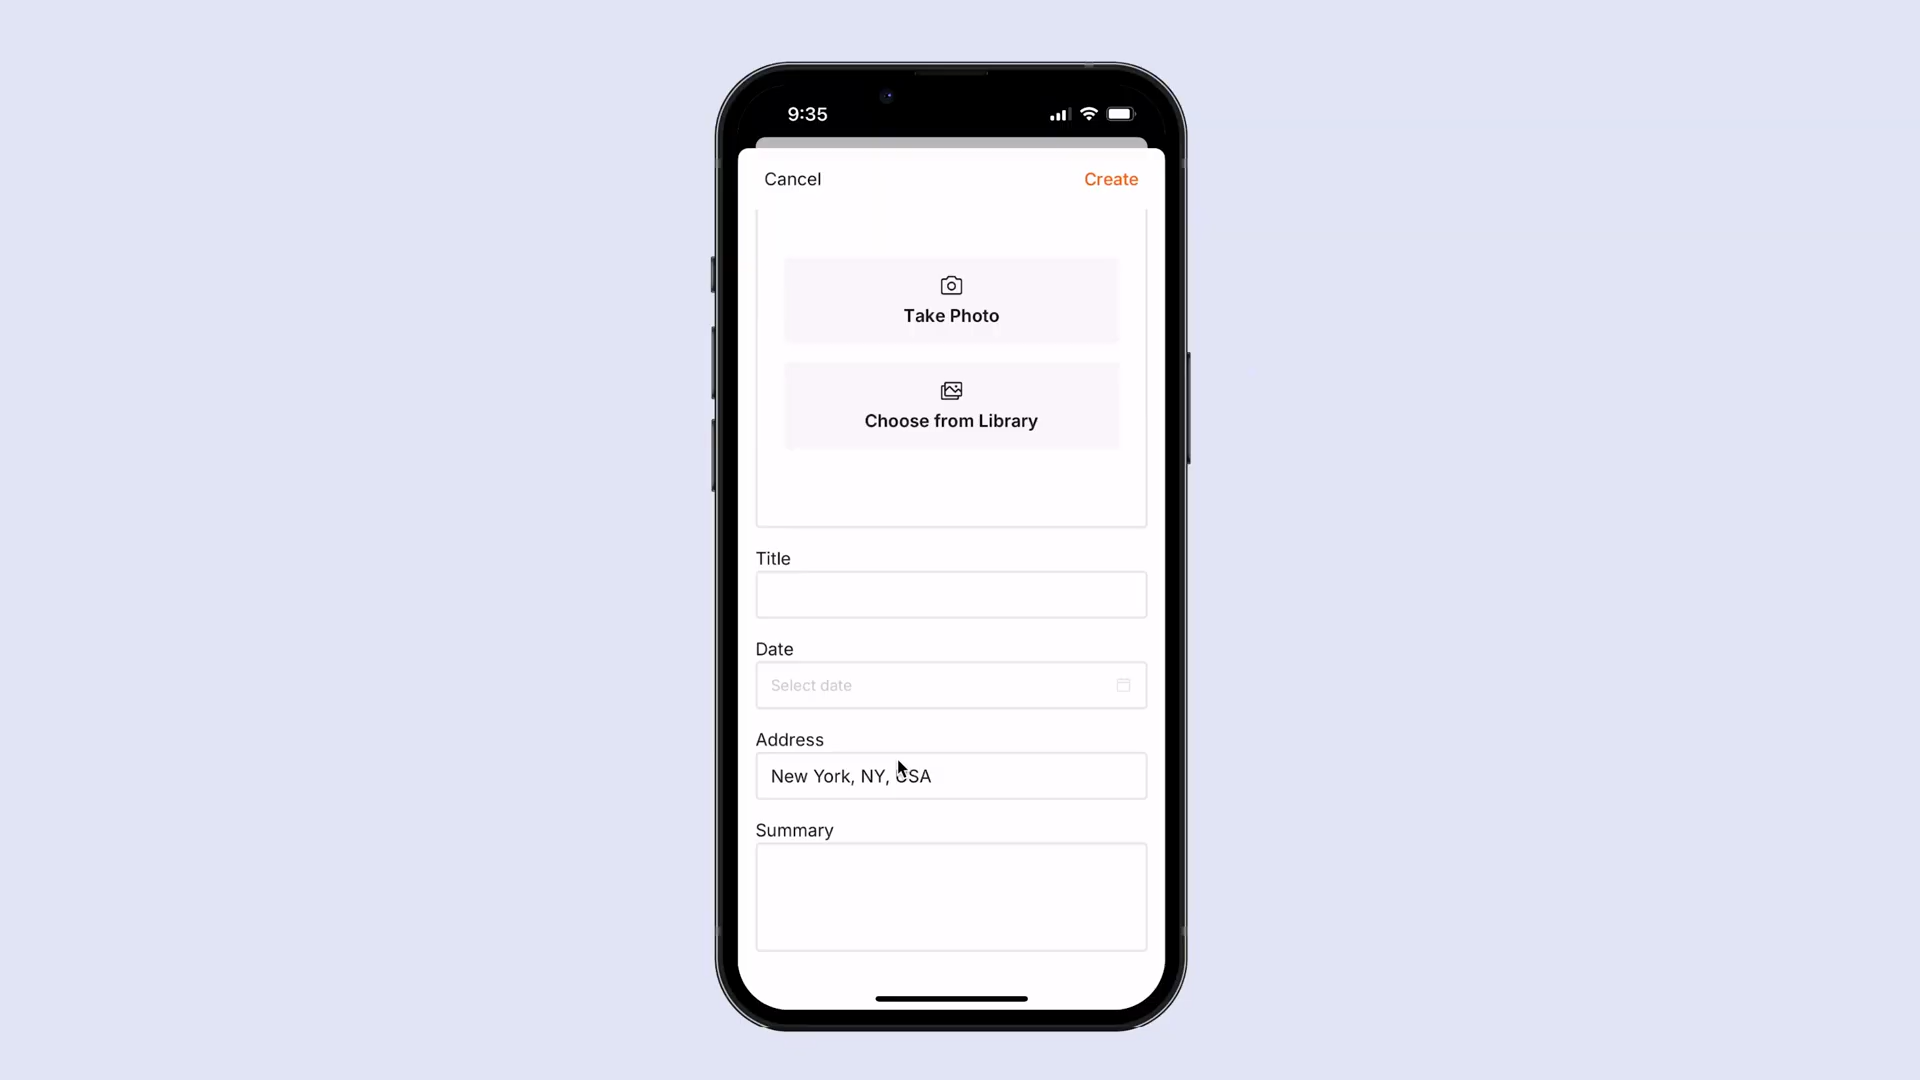 9:35
Cancel
Create
Take Photo
Choose from Library
Title
Date
Select date
Address
New York, NY, USA
Summary